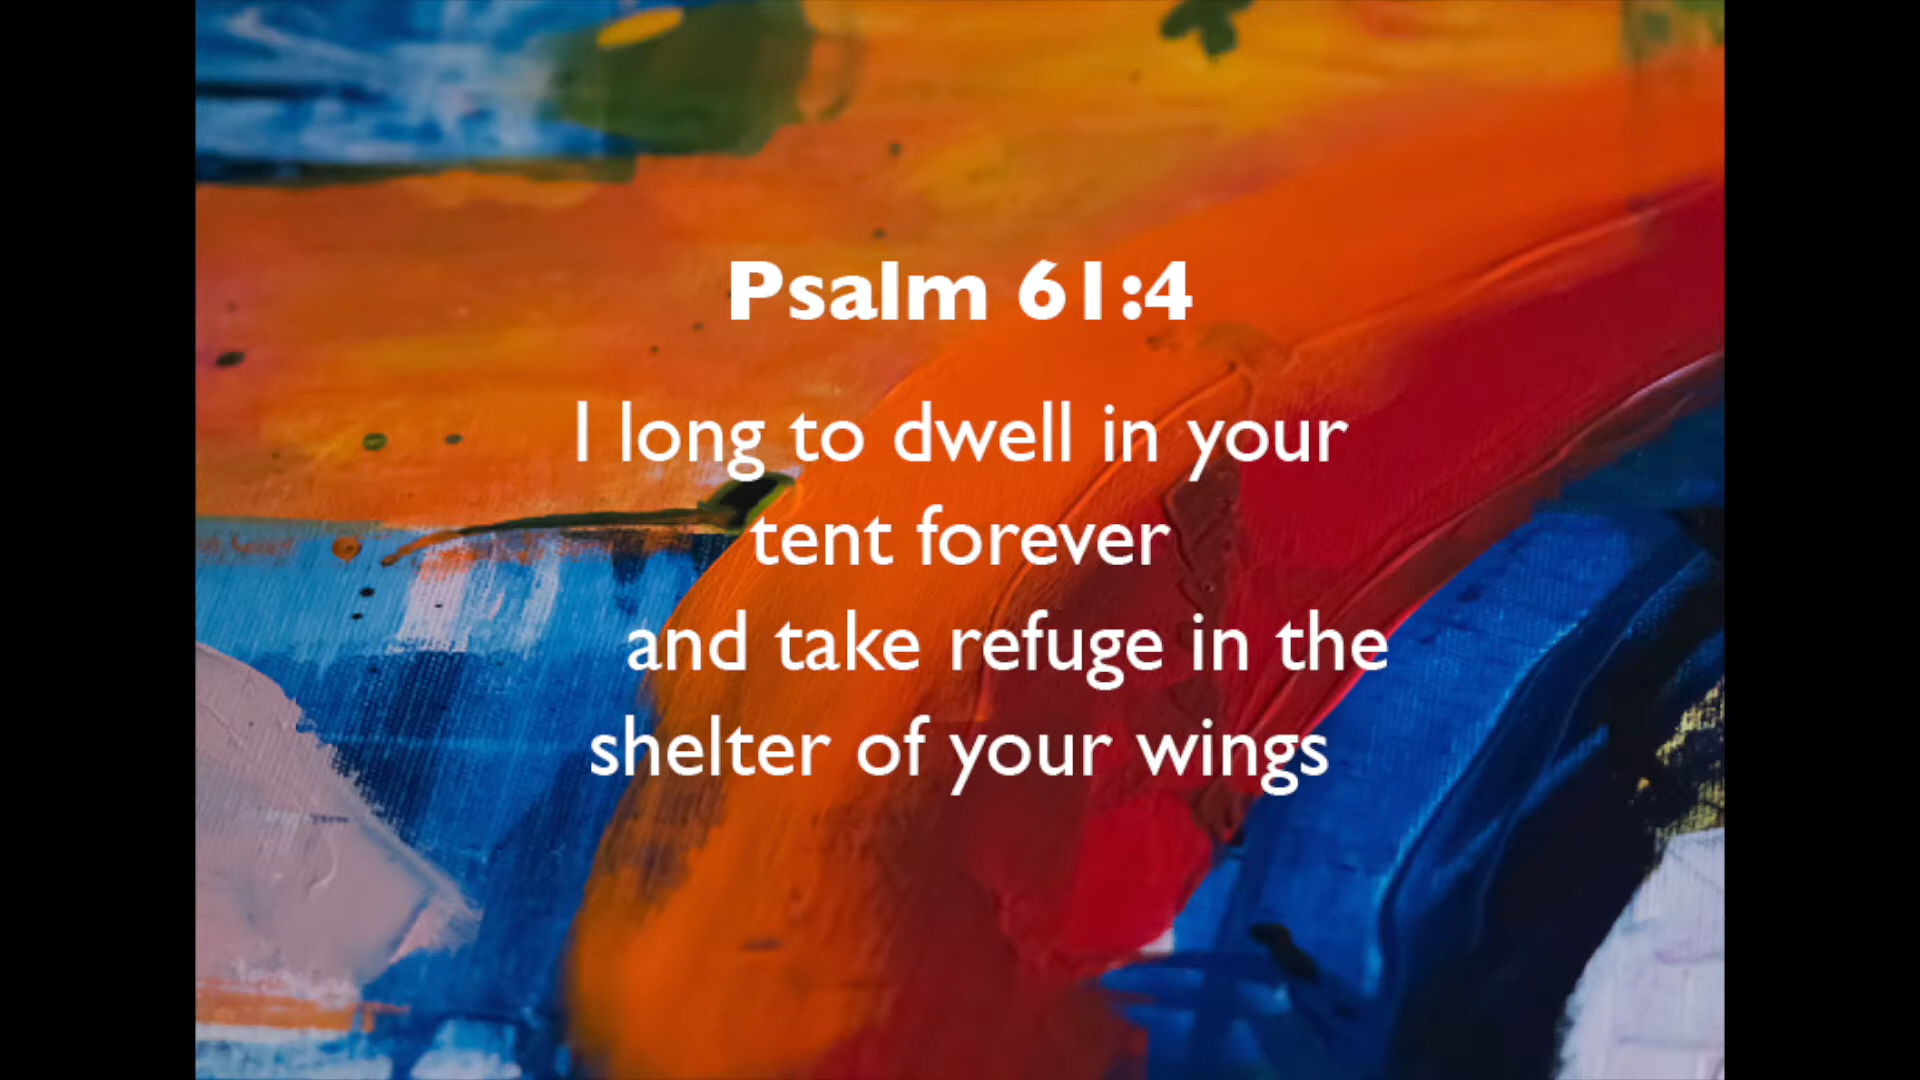 Psalm 61:4
I long to dwell in your
tent forever
and take refuge in the
shelter of your wings